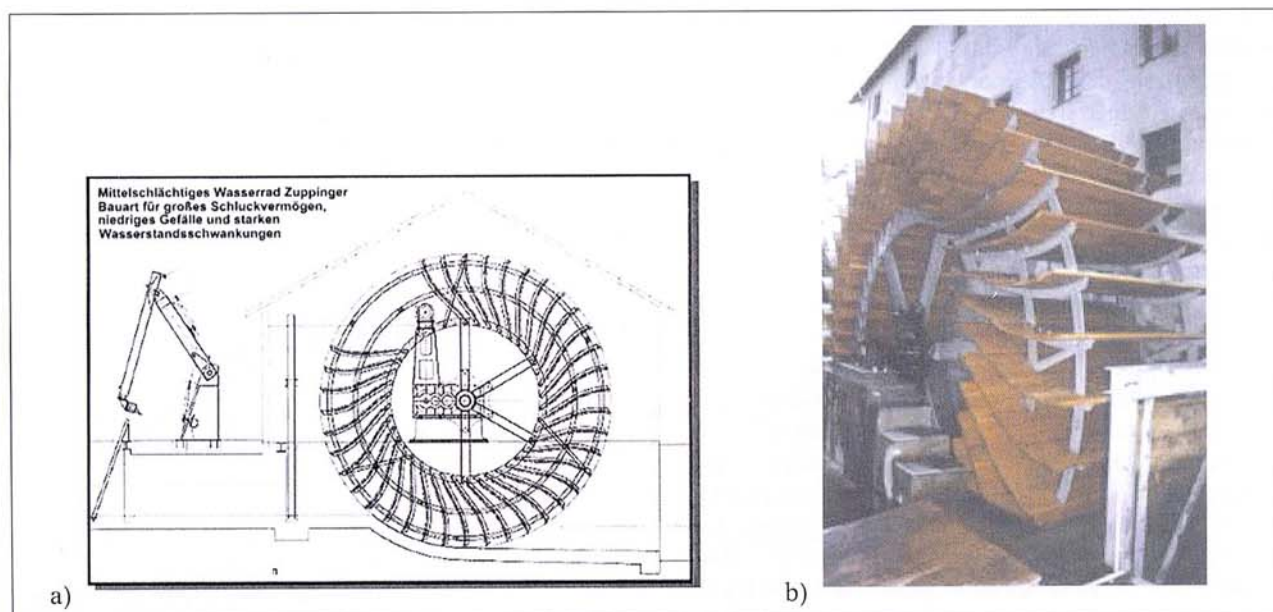 Mittelschlächtiges Wasserrad Zuppinger
Bauart für großes Schluckvermögen,
niedriges Gefälle und starken
Wasserstandsschwankungen
a)
b)